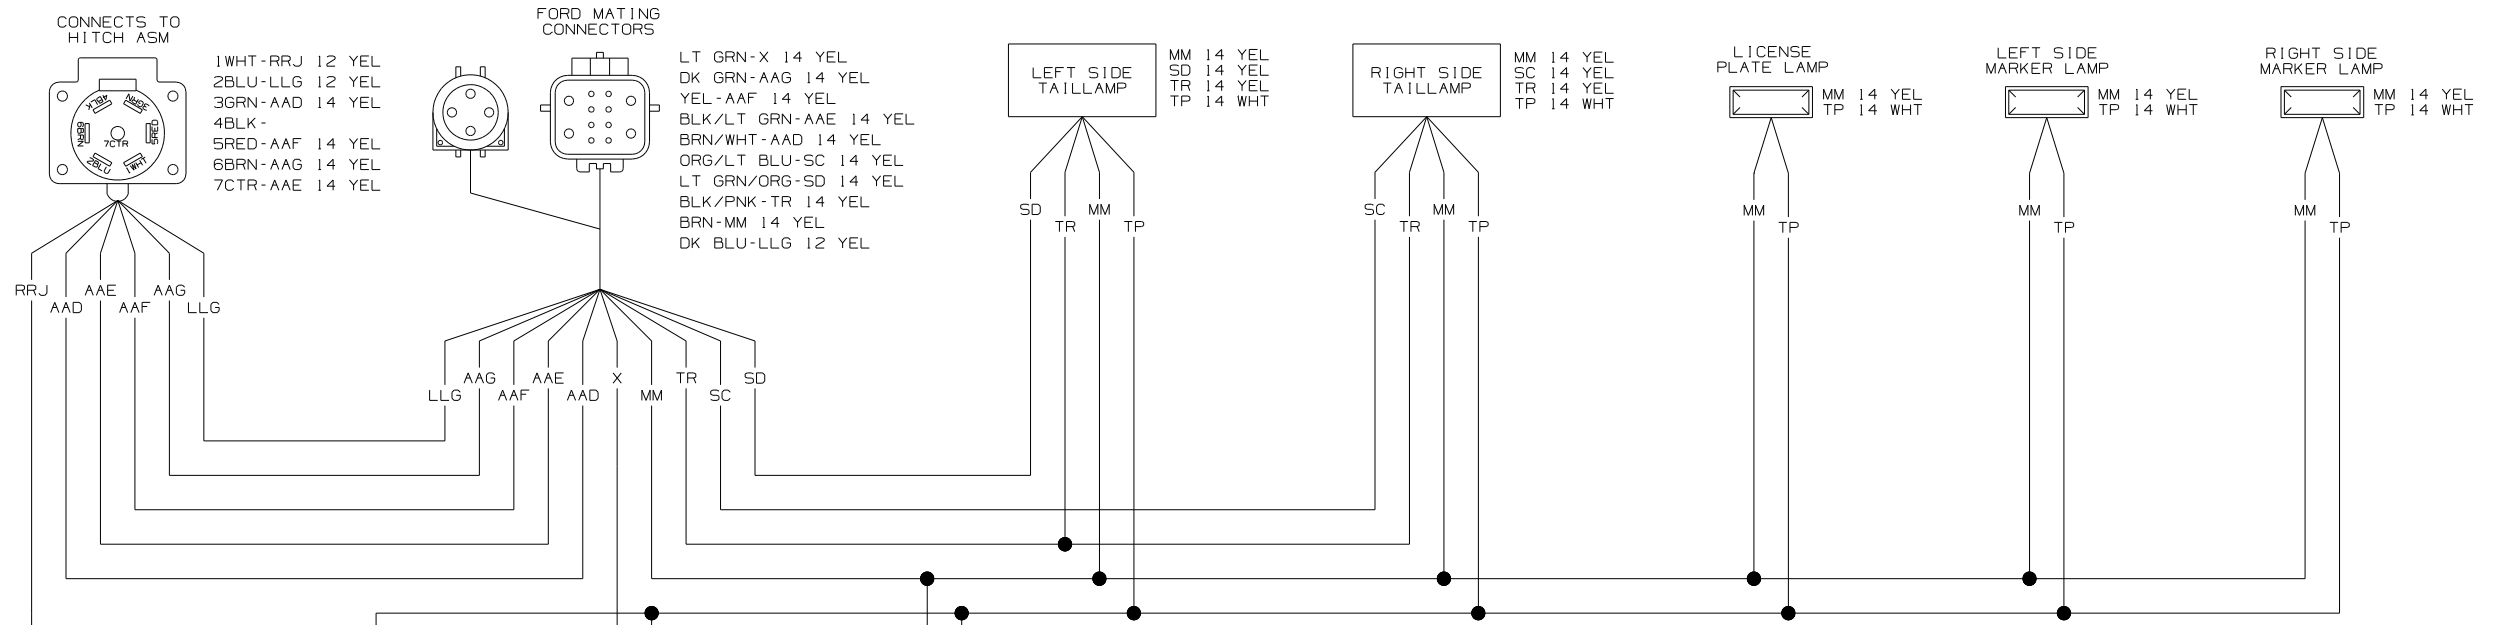 CONNECTS TO
HITCH ASM
1WHT-RRJ 12 YEL
2BLU-LLG 12 YEL
3GRN-AAD 14 YEL
4BLK-
5RED-AAF 14 YEL
6BRN-AAG 14 YEL
7CTR-AAE 14 YEL
4BLK
3GRN
6BRN
5RED
7CTR
2BLU
1WHT
FORD MATING
CONNECTORS
LT GRN-X 14 YEL
DK GRN-AAG 14 YEL
YEL-AAF 14 YEL
BLK/LT GRN-AAE 14 YEL
BRN/WHT-AAD 14 YEL
ORG/LT BLU-SC 14 YEL
LT GRN/ORG-SD 14 YEL
BLK/PNK-TR 14 YEL
BRN-MM 14 YEL
DK BLU-LLG 12 YEL
LEFT SIDE
TAILLAMP
MM 14 YEL
SD 14 YEL
TR 14 YEL
TP 14 WHT
RIGHT SIDE
TAILLAMP
MM 14 YEL
SC 14 YEL
TR 14 YEL
TP 14 WHT
LICENSE
PLATE LAMP
MM 14 YEL
TP 14 WHT
LEFT SIDE
MARKER LAMP
MM 14 YEL
TP 14 WHT
RIGHT SIDE
MARKER LAMP
MM 14 YEL
TP 14 WHT
SD
MM
TR
TP
SC
MM
TR
TP
MM
TP
MM
TP
MM
TP
RRJ
AAE
AAG
AAD
AAF
LLG
AAG
AAE
X
TR
SD
LLG
AAF
AAD
MM
SC